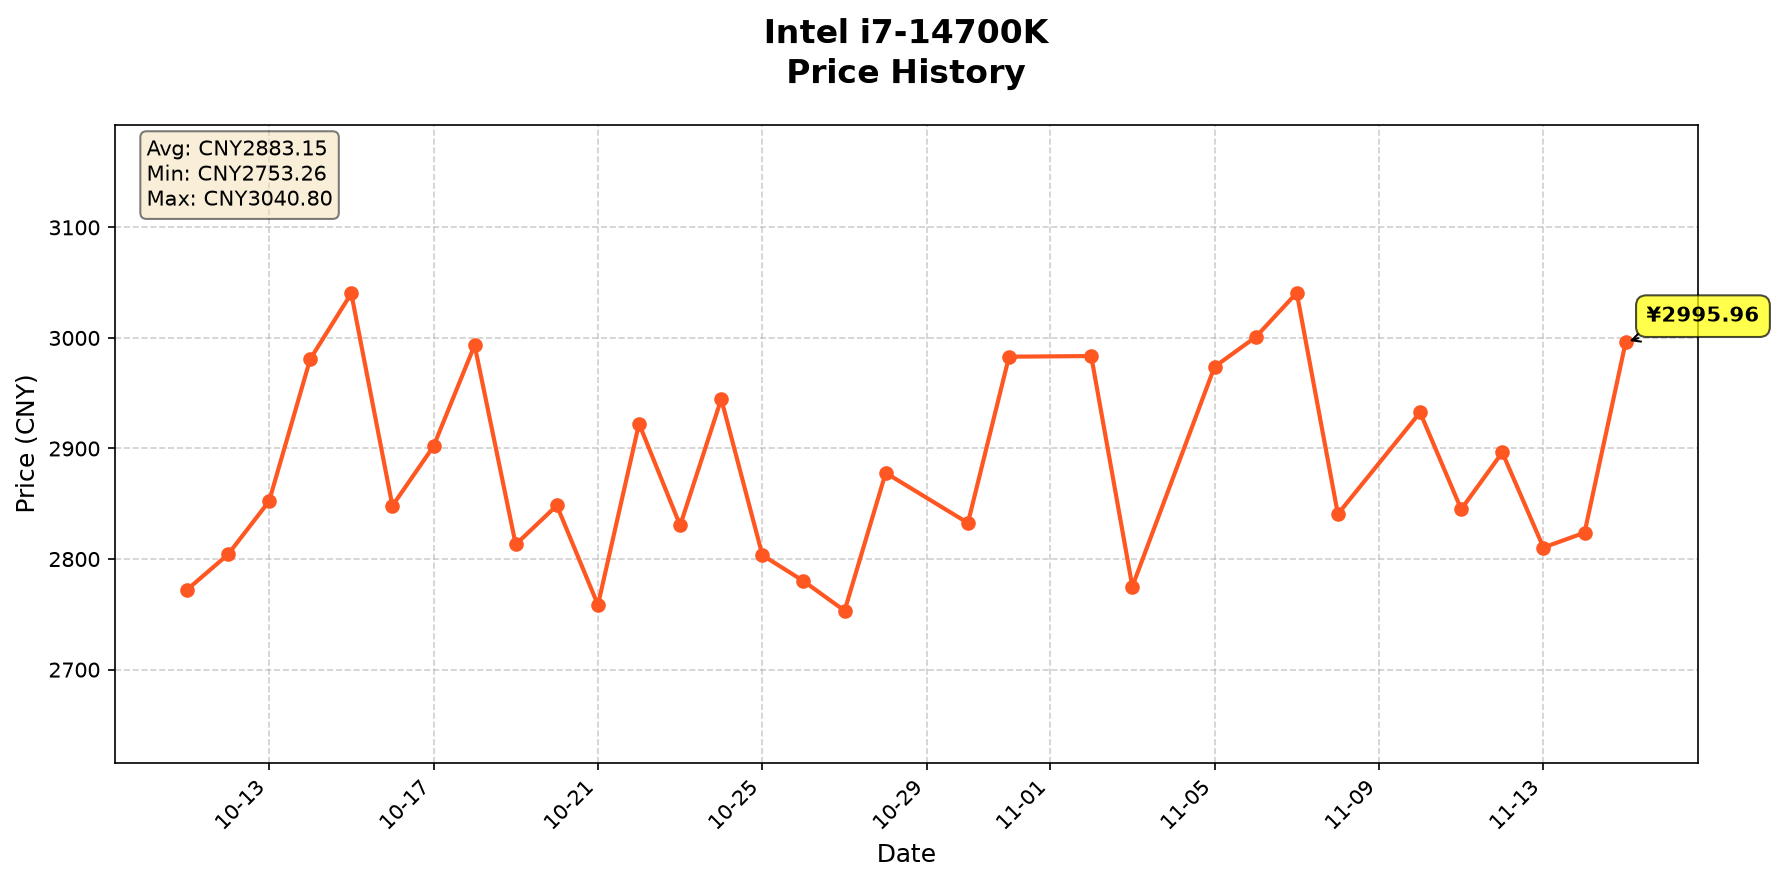 Intel i7-14700K
Price History
Avg: CNY2883.15
Min: CNY2753.26
Max: CNY3040.80
¥2995.96
Price (CNY)
3100
3000
2900
2800
2700
10-13
10-17
10-21
10-25
10-29
11-01
11-05
11-09
11-13
Date